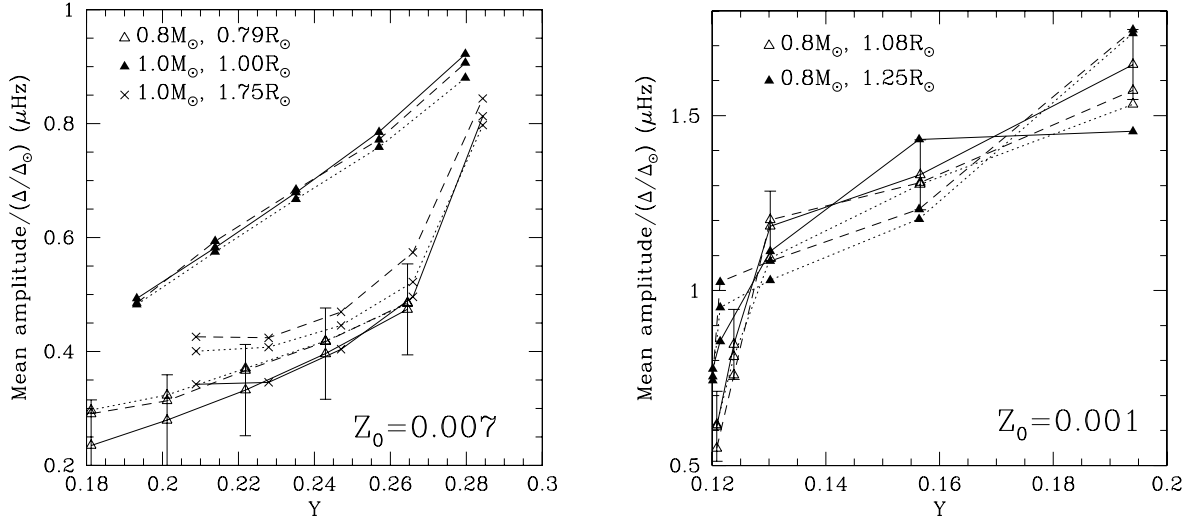 1
0.8
0.6
0.4
0.2
Mean amplitude/(Δ/Δ⊙) (μHz)
0.8M⊙, 0.79R⊙
1.0M⊙, 1.00R⊙
1.0M⊙, 1.75R⊙
Z₀=0.007
0.18 0.2 0.22 0.24 0.26 0.28 0.3
Y
1.5
1
0.5
Mean amplitude/(Δ/Δ⊙) (μHz)
0.8M⊙, 1.08R⊙
0.8M⊙, 1.25R⊙
Z₀=0.001
0.12 0.14 0.16 0.18 0.2
Y